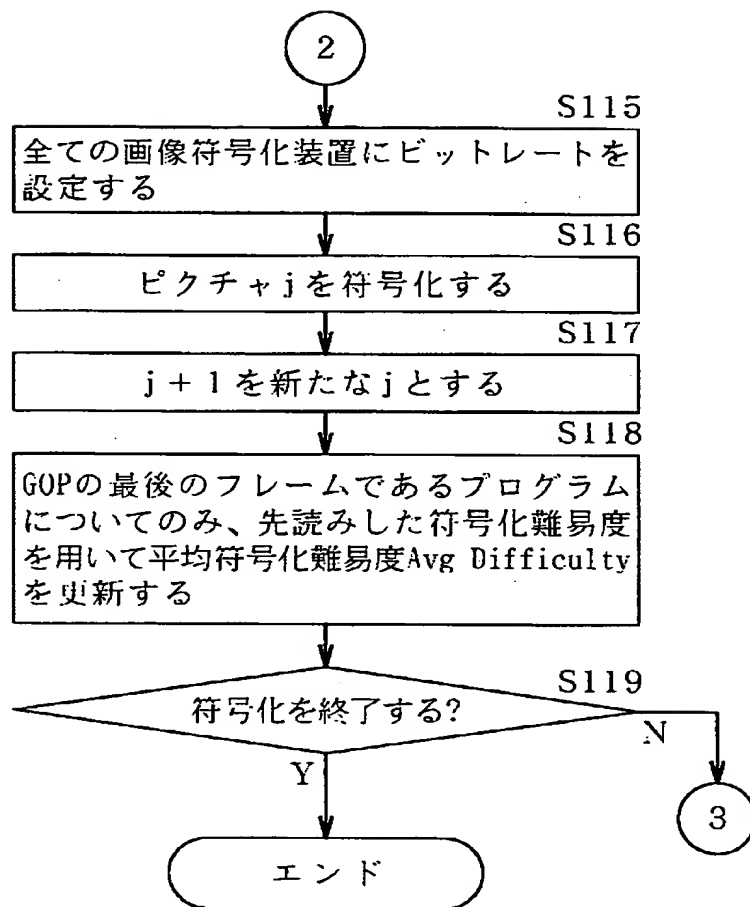 2
S115
全ての画像符号化装置にビットレートを
設定する
S116
ピクチャjを符号化する
S117
j+1を新たなjとする
S118
GOPの最後のフレームであるプログラム
についてのみ、先読みした符号化難易度
を用いて平均符号化難易度Avg Difficulty
を更新する
S119
符号化を終了する?
N
Y
3
エンド